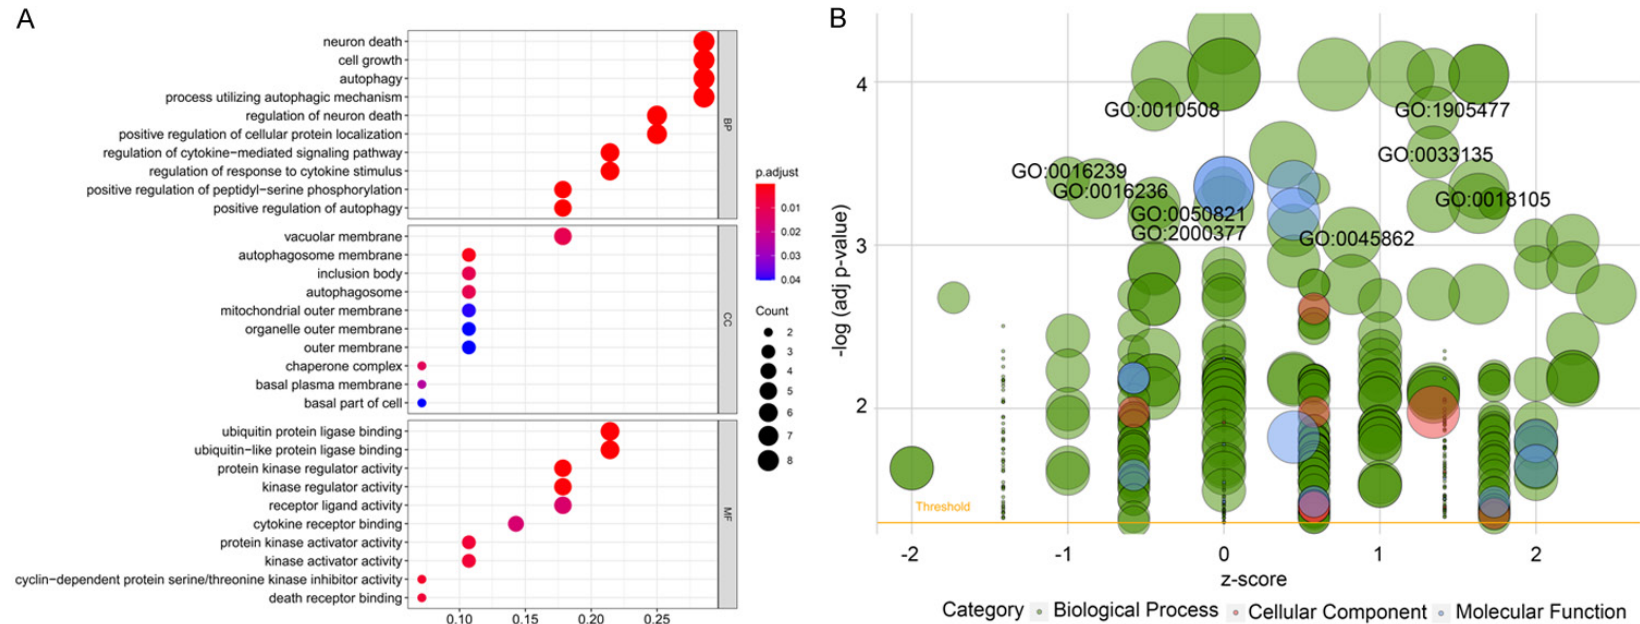 A
neuron death
cell growth
autophagy
process utilizing autophagic mechanism
regulation of neuron death
positive regulation of cellular protein localization
regulation of cytokine−mediated signaling pathway
regulation of response to cytokine stimulus
positive regulation of peptidyl−serine phosphorylation
positive regulation of autophagy
BP
vacuolar membrane
autophagosome membrane
inclusion body
autophagosome
mitochondrial outer membrane
organelle outer membrane
outer membrane
chaperone complex
basal plasma membrane
basal part of cell
CC
ubiquitin protein ligase binding
ubiquitin−like protein ligase binding
protein kinase regulator activity
kinase regulator activity
receptor ligand activity
cytokine receptor binding
protein kinase activator activity
kinase activator activity
cyclin−dependent protein serine/threonine kinase inhibitor activity
death receptor binding
MF
0.10 0.15 0.20 0.25
p.adjust
0.01
0.02
0.03
0.04
Count
2
3
4
5
6
7
8
B
-log (adj p-value)
4
3
2
GO:0010508
GO:1905477
GO:0033135
GO:0016239
GO:0016236
GO:0018105
GO:0050821
GO:2000377
GO:0045862
Threshold
-2 -1 0 1 2
z-score
Category Biological Process Cellular Component Molecular Function